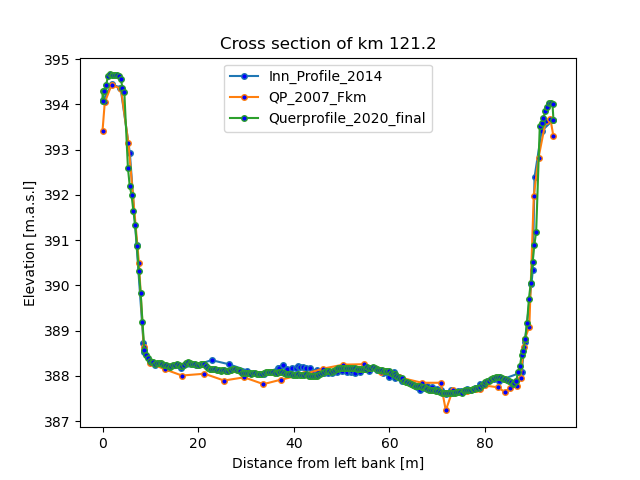 Cross section of km 121.2
Inn_Profile_2014
QP_2007_Fkm
Querprofile_2020_final
395
394
393
392
391
390
389
388
387
Elevation [m.a.s.l]
0
20
40
60
80
Distance from left bank [m]